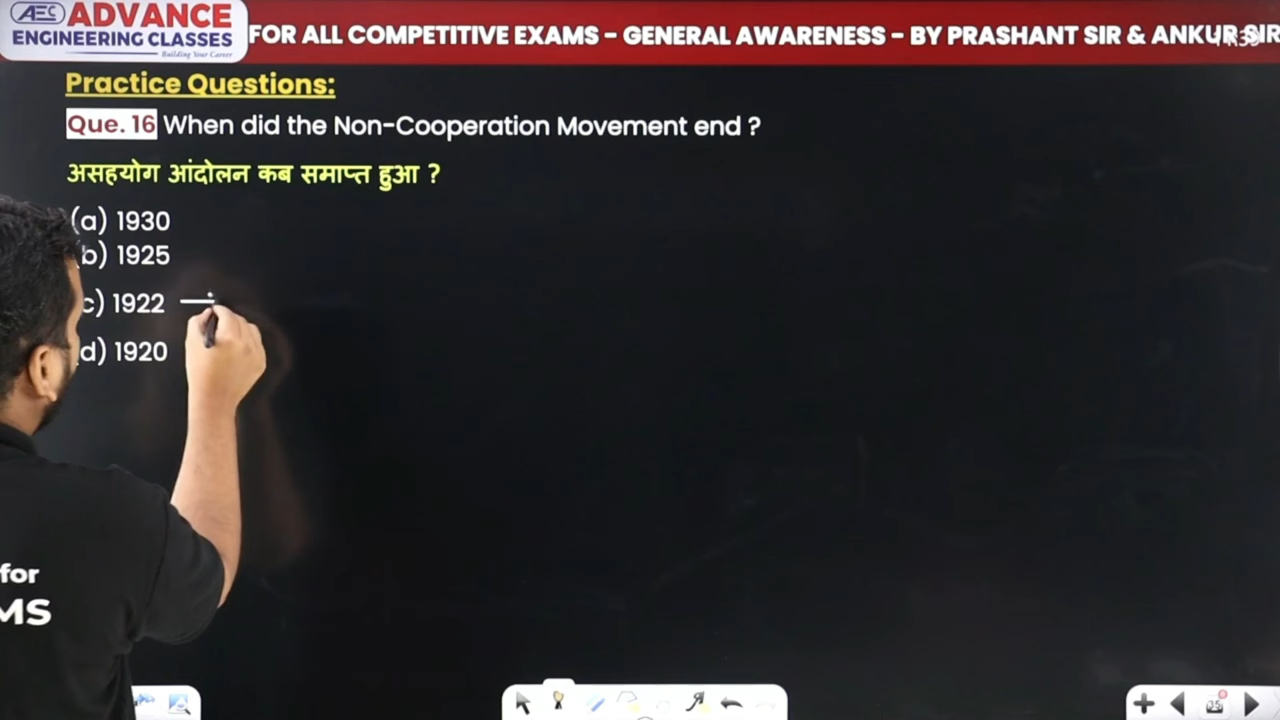 AEC ADVANCE
ENGINEERING CLASSES
Building Your Career
FOR ALL COMPETITIVE EXAMS - GENERAL AWARENESS - BY PRASHANT SIR & ANKUR SIR
Practice Questions:
Que. 16 When did the Non-Cooperation Movement end ?
असहयोग आंदोलन कब समाप्त हुआ ?
(a) 1930
b) 1925
c) 1922
d) 1920
for
MS
15